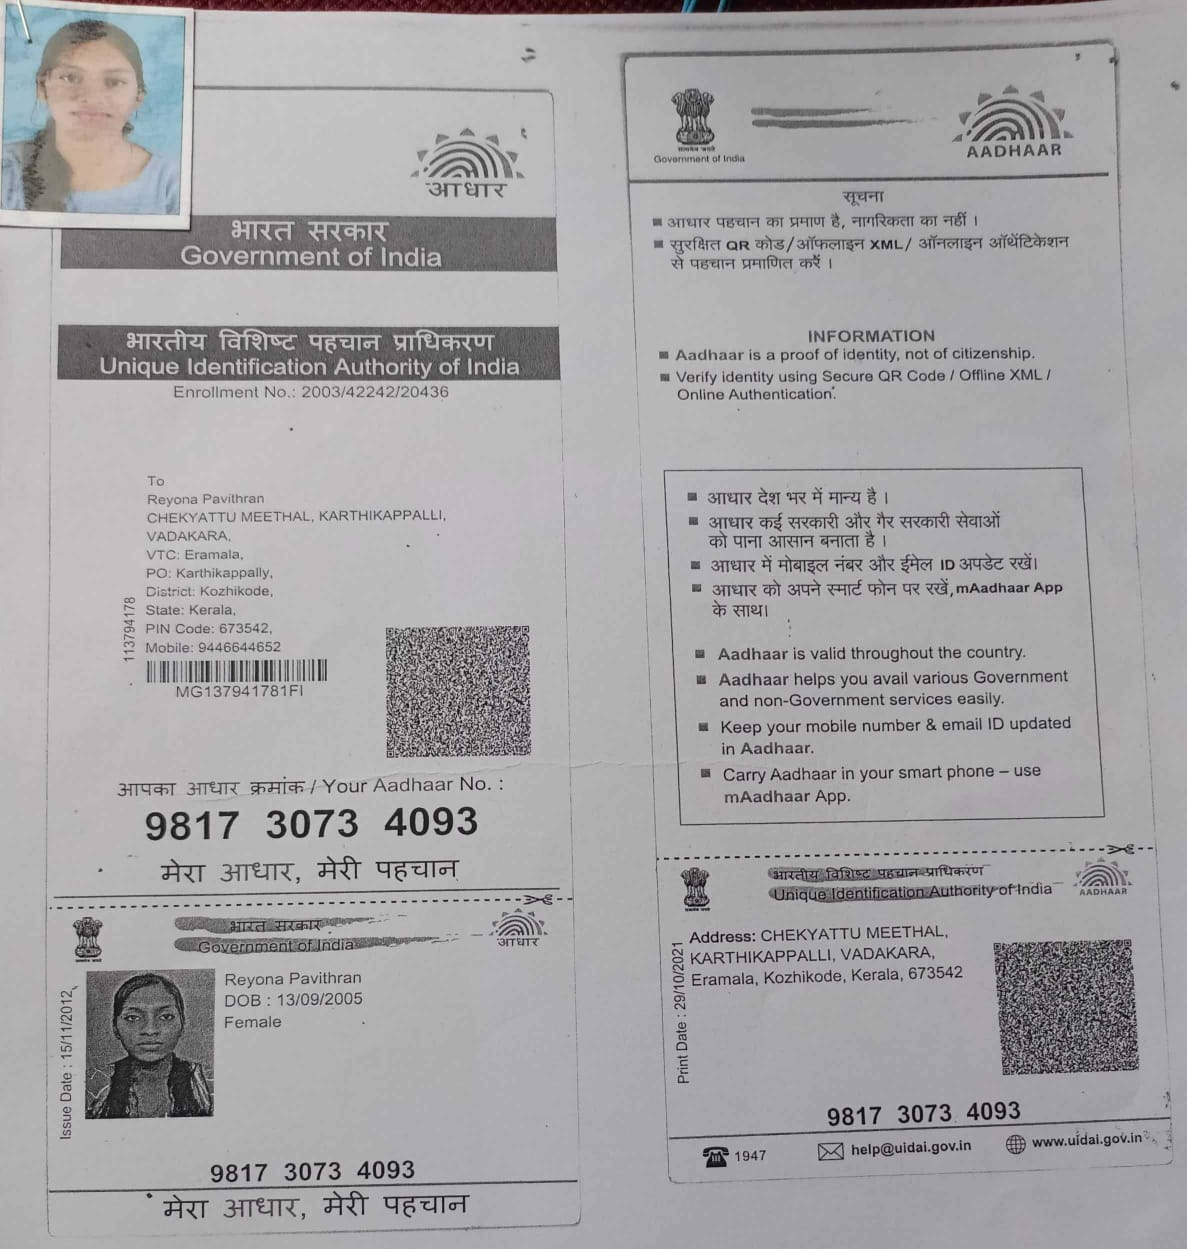 आधार
भारत सरकार
Government of India
भारतीय विशिष्ट पहचान प्राधिकरण
Unique Identification Authority of India
Enrollment No.: 2003/42242/20436
To
Reyona Pavithran
CHEKYATTU MEETHAL, KARTHIKAPPALLI,
VADAKARA,
VTC: Eramala,
PO: Karthikappally,
District: Kozhikode,
State: Kerala,
PIN Code: 673542,
Mobile: 9446644652
113794178
MG137941781FI
आपका आधार क्रमांक / Your Aadhaar No. :
9817 3073 4093
मेरा आधार, मेरी पहचान
भारत सरकार
Government of India
आधार
Issue Date : 15/11/2012
Reyona Pavithran
DOB : 13/09/2005
Female
9817 3073 4093
मेरा आधार, मेरी पहचान
सत्यमेव जयते
Government of India
AADHAAR
सूचना
आधार पहचान का प्रमाण है, नागरिकता का नहीं ।
सुरक्षित QR कोड/ऑफलाइन XML/ ऑनलाइन ऑथेंटिकेशन
से पहचान प्रमाणित करें ।
INFORMATION
Aadhaar is a proof of identity, not of citizenship.
Verify identity using Secure QR Code / Offline XML /
Online Authentication.
आधार देश भर में मान्य है ।
आधार कई सरकारी और गैर सरकारी सेवाओं
को पाना आसान बनाता है ।
आधार में मोबाइल नंबर और ईमेल ID अपडेट रखें।
आधार को अपने स्मार्ट फोन पर रखें, mAadhaar App
के साथ।
Aadhaar is valid throughout the country.
Aadhaar helps you avail various Government
and non-Government services easily.
Keep your mobile number & email ID updated
in Aadhaar.
Carry Aadhaar in your smart phone – use
mAadhaar App.
भारतीय विशिष्ट पहचान प्राधिकरण
Unique Identification Authority of India
AADHAAR
Print Date : 29/10/2021
Address: CHEKYATTU MEETHAL,
KARTHIKAPPALLI, VADAKARA,
Eramala, Kozhikode, Kerala, 673542
9817 3073 4093
1947
help@uidai.gov.in
www.uidai.gov.in